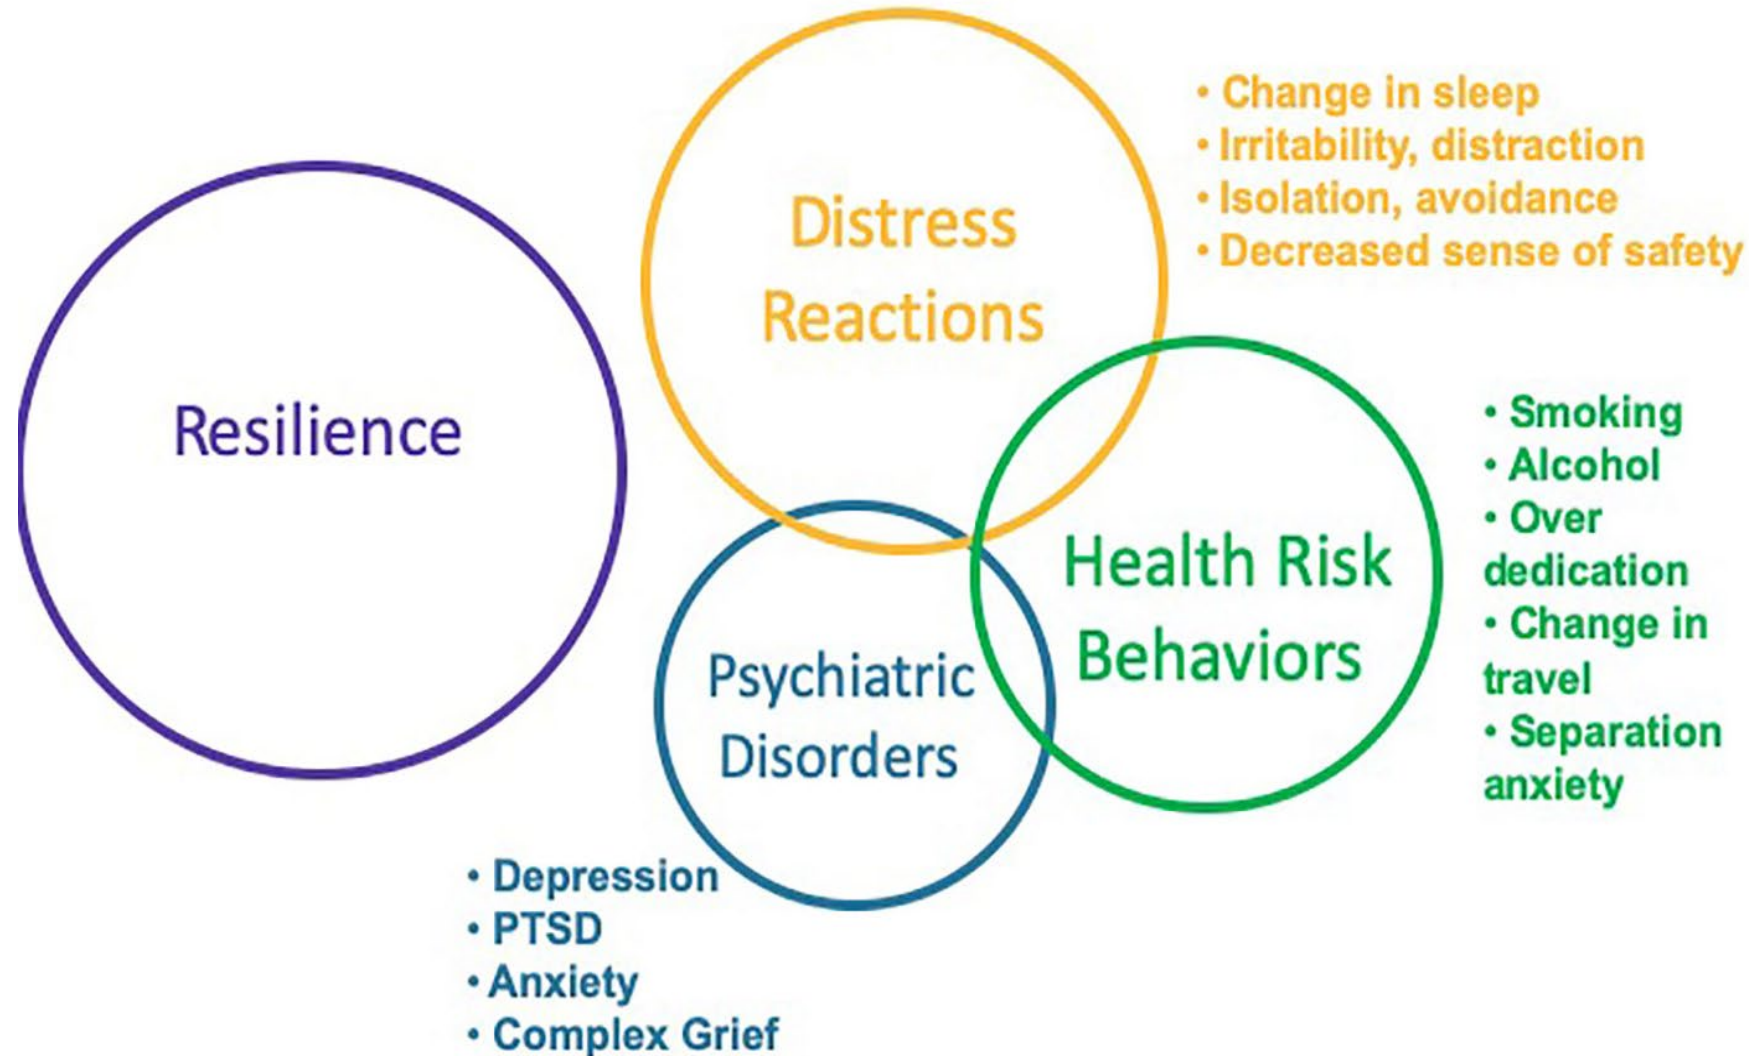 Resilience
Distress
Reactions
• Change in sleep
• Irritability, distraction
• Isolation, avoidance
• Decreased sense of safety
Health Risk
Behaviors
• Smoking
• Alcohol
• Over
dedication
• Change in
travel
• Separation
anxiety
Psychiatric
Disorders
• Depression
• PTSD
• Anxiety
• Complex Grief